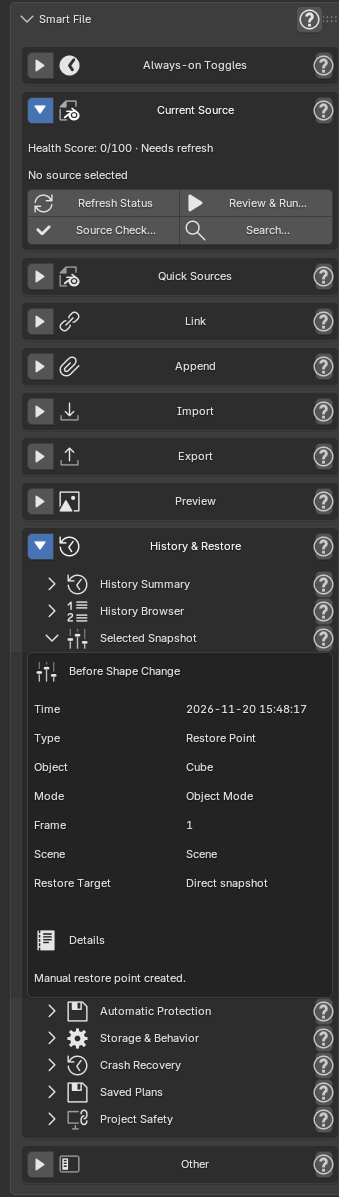 Smart File
Always-on Toggles
Current Source
Health Score: 0/100 · Needs refresh
No source selected
Refresh Status
Review & Run...
Source Check...
Search...
Quick Sources
Link
Append
Import
Export
Preview
History & Restore
History Summary
History Browser
Selected Snapshot
Before Shape Change
Time 2026-11-20 15:48:17
Type Restore Point
Object Cube
Mode Object Mode
Frame 1
Scene Scene
Restore Target Direct snapshot
Details
Manual restore point created.
Automatic Protection
Storage & Behavior
Crash Recovery
Saved Plans
Project Safety
Other